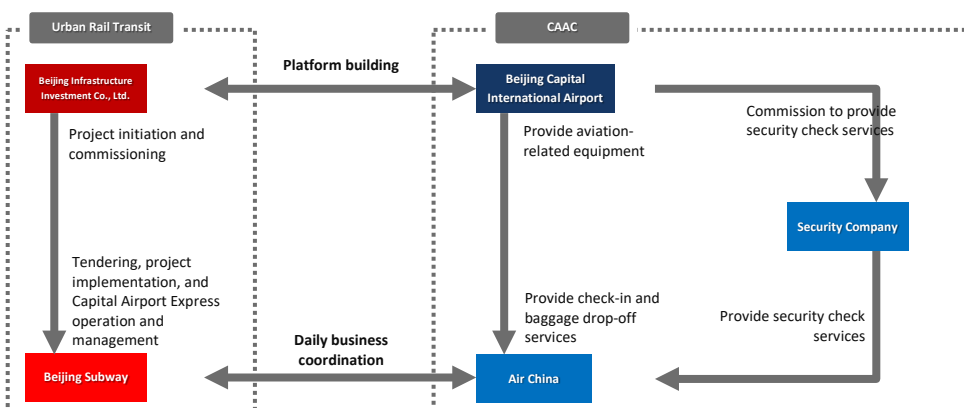 Urban Rail Transit
CAAC
Beijing Infrastructure
Investment Co., Ltd.
Platform building
Beijing Capital
International Airport
Project initiation and
commissioning
Provide aviation-
related equipment
Commission to provide
security check services
Security Company
Tendering, project
implementation, and
Capital Airport Express
operation and
management
Provide check-in and
baggage drop-off
services
Provide security check
services
Daily business
coordination
Beijing Subway
Air China